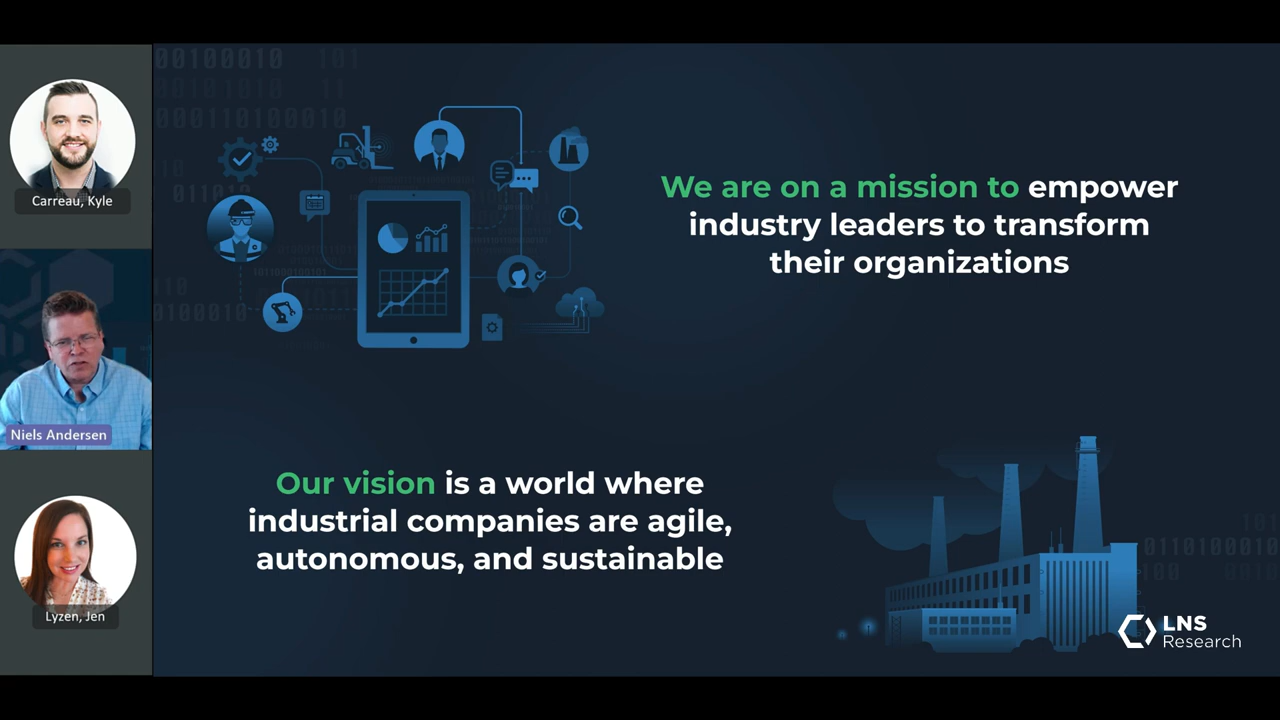 Carreau, Kyle
Niels Andersen
Lyzen, Jen
We are on a mission to empower
industry leaders to transform
their organizations
Our vision is a world where
industrial companies are agile,
autonomous, and sustainable
LNS
Research